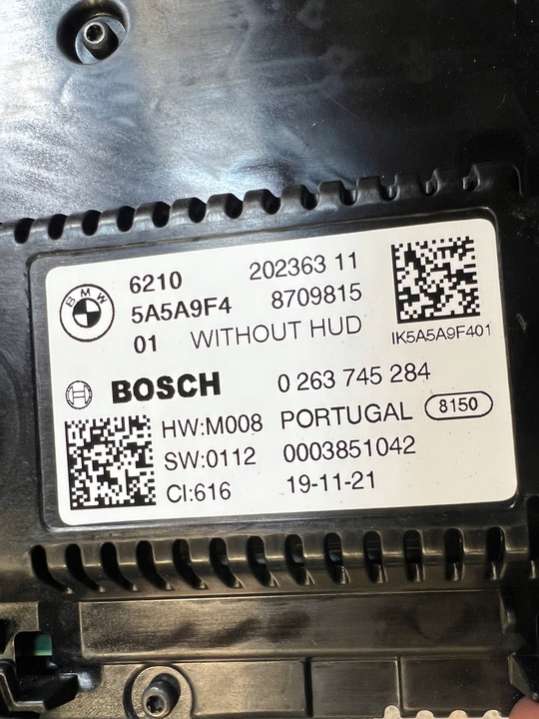 BMW
6210 202363 11
5A5A9F4 8709815
01 WITHOUT HUD
IK5A5A9F401
BOSCH 0 263 745 284
HW:M008 PORTUGAL 8150
SW:0112 0003851042
CI:616 19-11-21